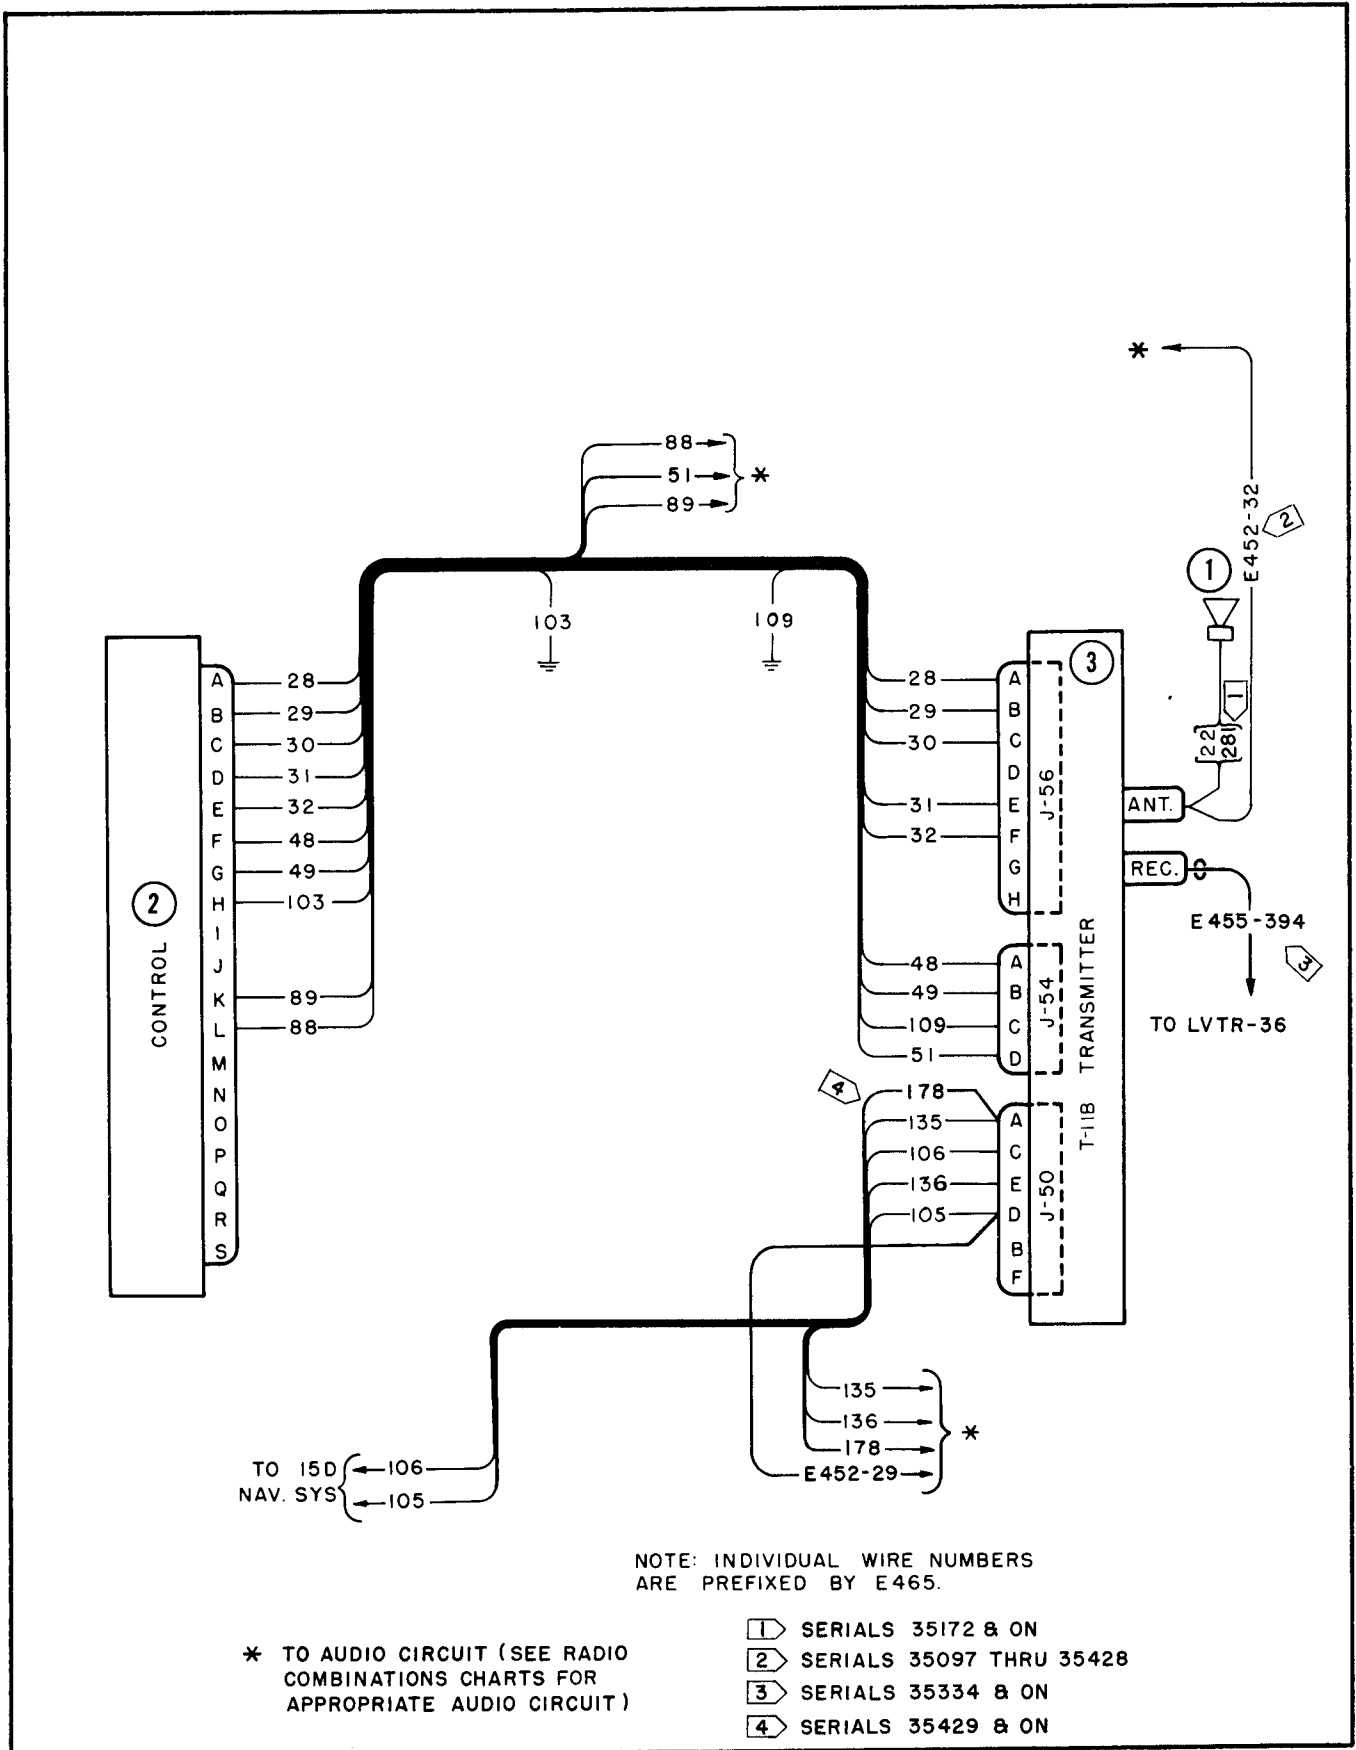 *
88
51
89
*
E452-32
2
1
103
109
3
A 28
B 29
C 30
D 31
E 32
F 48
G 49
H 103
I
J
K 89
L 88
M
N
O
P
Q
R
S
2
CONTROL
28 A
29 B
30 C
D
31 E
32 F
G
H
J-56
48 A
49 B
109 C
51 D
J-54
4
178
135 A
106 C
136 E
105 D
B
F
J-50
T-11B TRANSMITTER
1
22
281
ANT.
REC.
E455-394
3
TO LVTR-36
135
136
178
E452-29
*
TO 15D
NAV. SYS
106
105
NOTE: INDIVIDUAL WIRE NUMBERS
ARE PREFIXED BY E465.
* TO AUDIO CIRCUIT (SEE RADIO
COMBINATIONS CHARTS FOR
APPROPRIATE AUDIO CIRCUIT)
1 SERIALS 35172 & ON
2 SERIALS 35097 THRU 35428
3 SERIALS 35334 & ON
4 SERIALS 35429 & ON